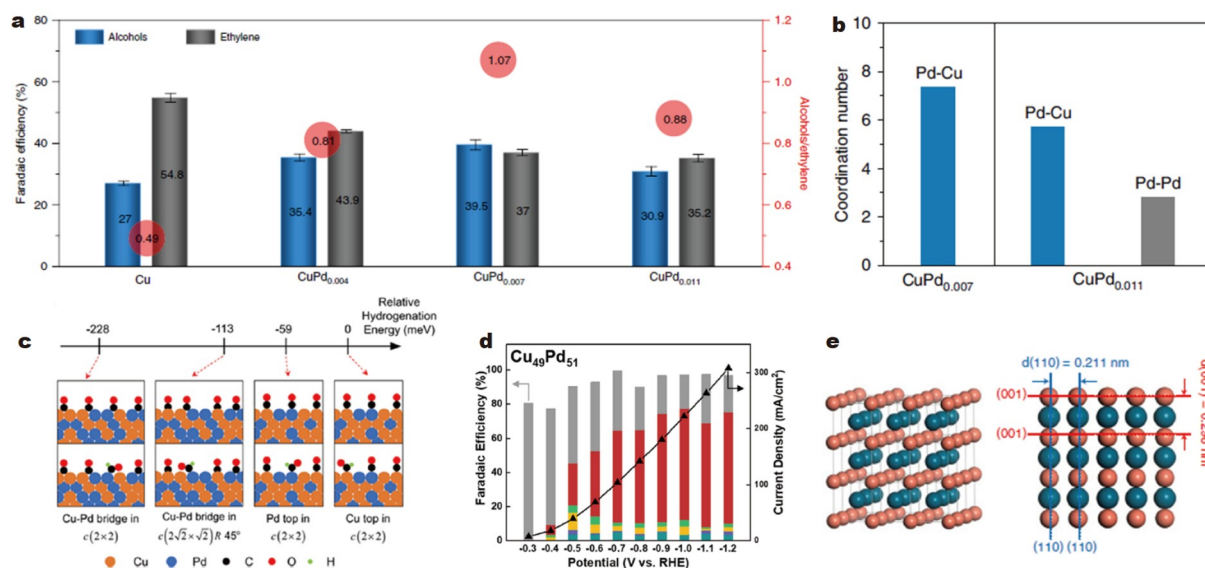 a
80
60
40
20
0
Faradaic efficiency (%)
Alcohols
Ethylene
1.2
1.0
0.8
0.6
0.4
Alcohols/ethylene
27
0.49
54.8
35.4
0.81
43.9
39.5
1.07
37
30.9
0.88
35.2
Cu
CuPd0.004
CuPd0.007
CuPd0.011
b
10
8
6
4
2
0
Coordination number
Pd-Cu
Pd-Cu
Pd-Pd
CuPd0.007
CuPd0.011
c
Relative
Hydrogenation
Energy (meV)
-228
-113
-59
0
Cu-Pd bridge in
c(2×2)
Cu-Pd bridge in
c(2√2×√2)R 45°
Pd top in
c(2×2)
Cu top in
c(2×2)
Cu
Pd
C
O
H
d
Cu49Pd51
100
80
60
40
20
0
Faradaic Efficiency (%)
300
200
100
0
Current Density (mA/cm²)
-0.3 -0.4 -0.5 -0.6 -0.7 -0.8 -0.9 -1.0 -1.1 -1.2
Potential (V vs. RHE)
e
d(110) = 0.211 nm
(001)
(001)
(110) (110)